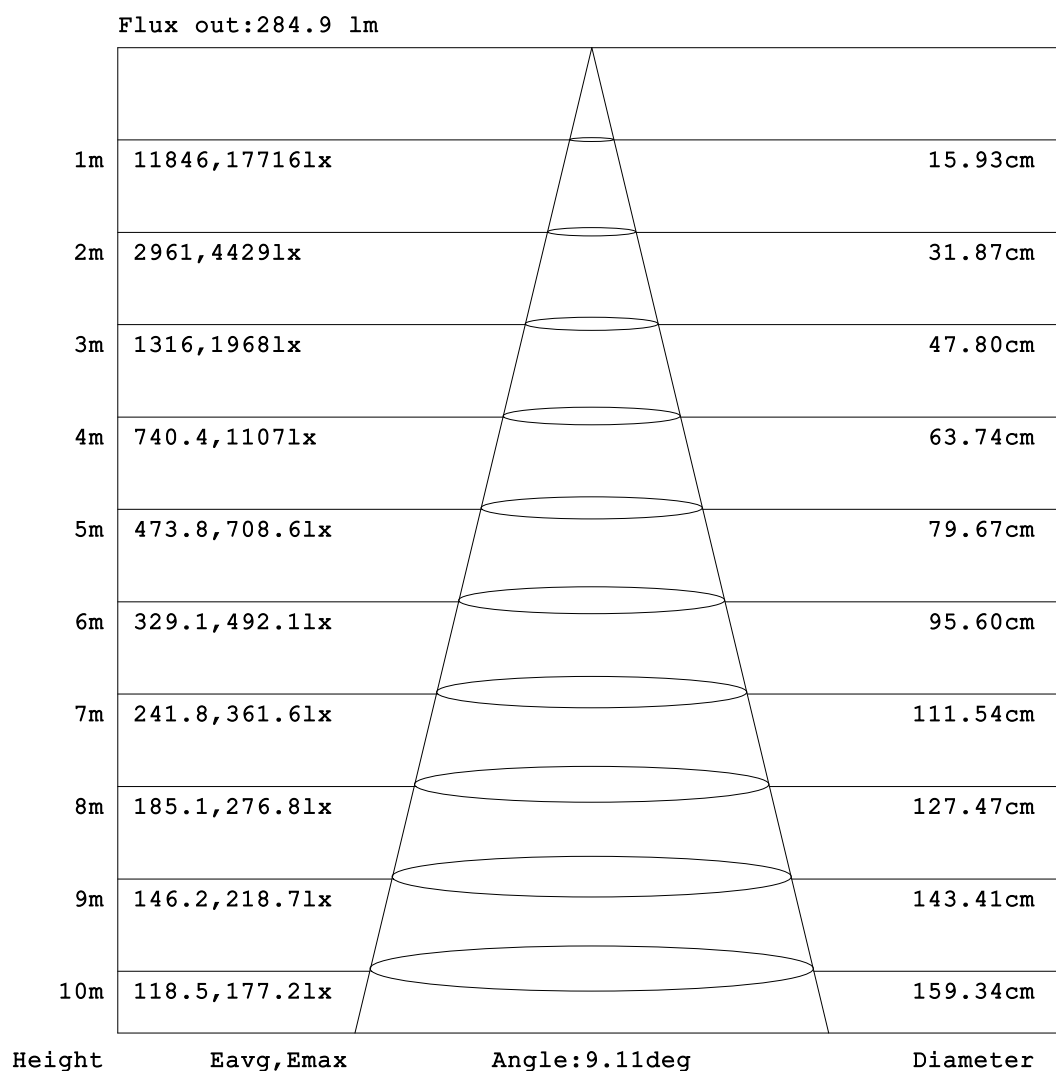 Flux out:284.9 lm
1m 11846,17716lx 15.93cm
2m 2961,4429lx 31.87cm
3m 1316,1968lx 47.80cm
4m 740.4,1107lx 63.74cm
5m 473.8,708.6lx 79.67cm
6m 329.1,492.1lx 95.60cm
7m 241.8,361.6lx 111.54cm
8m 185.1,276.8lx 127.47cm
9m 146.2,218.7lx 143.41cm
10m 118.5,177.2lx 159.34cm
Height Eavg,Emax Angle:9.11deg Diameter